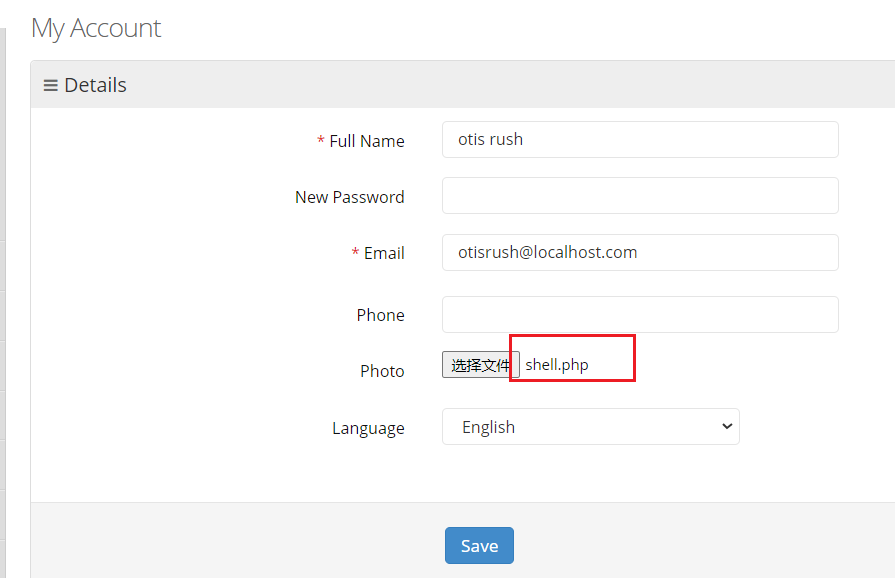 My Account
Details
* Full Name otis rush
New Password
* Email otisrush@localhost.com
Phone
Photo 选择文件 shell.php
Language English
Save